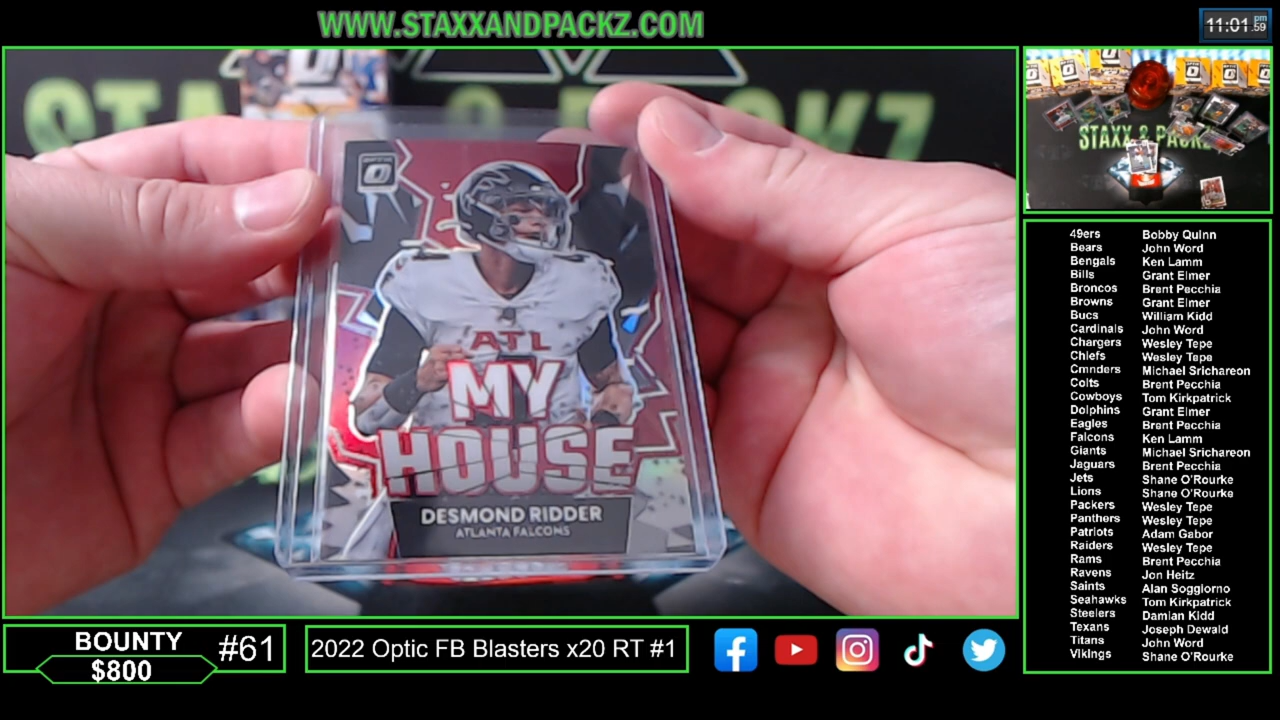 WWW.STAXXANDPACKZ.COM
11:01 pm .59
OPTIC
ATL
MY
HOUSE
DESMOND RIDDER
ATLANTA FALCONS
STAXX & PACKZ
49ers Bobby Quinn
Bears John Word
Bengals Ken Lamm
Bills Grant Elmer
Broncos Brent Pecchia
Browns Grant Elmer
Bucs William Kidd
Cardinals John Word
Chargers Wesley Tepe
Chiefs Wesley Tepe
Cmnders Michael Srichareon
Colts Brent Pecchia
Cowboys Tom Kirkpatrick
Dolphins Grant Elmer
Eagles Brent Pecchia
Falcons Ken Lamm
Giants Michael Srichareon
Jaguars Brent Pecchia
Jets Shane O'Rourke
Lions Shane O'Rourke
Packers Wesley Tepe
Panthers Wesley Tepe
Patriots Adam Gabor
Raiders Wesley Tepe
Rams Brent Pecchia
Ravens Jon Heitz
Saints Alan Soggiorno
Seahawks Tom Kirkpatrick
Steelers Damian Kidd
Texans Joseph Dewald
Titans John Word
Vikings Shane O'Rourke
BOUNTY #61
$800
2022 Optic FB Blasters x20 RT #1